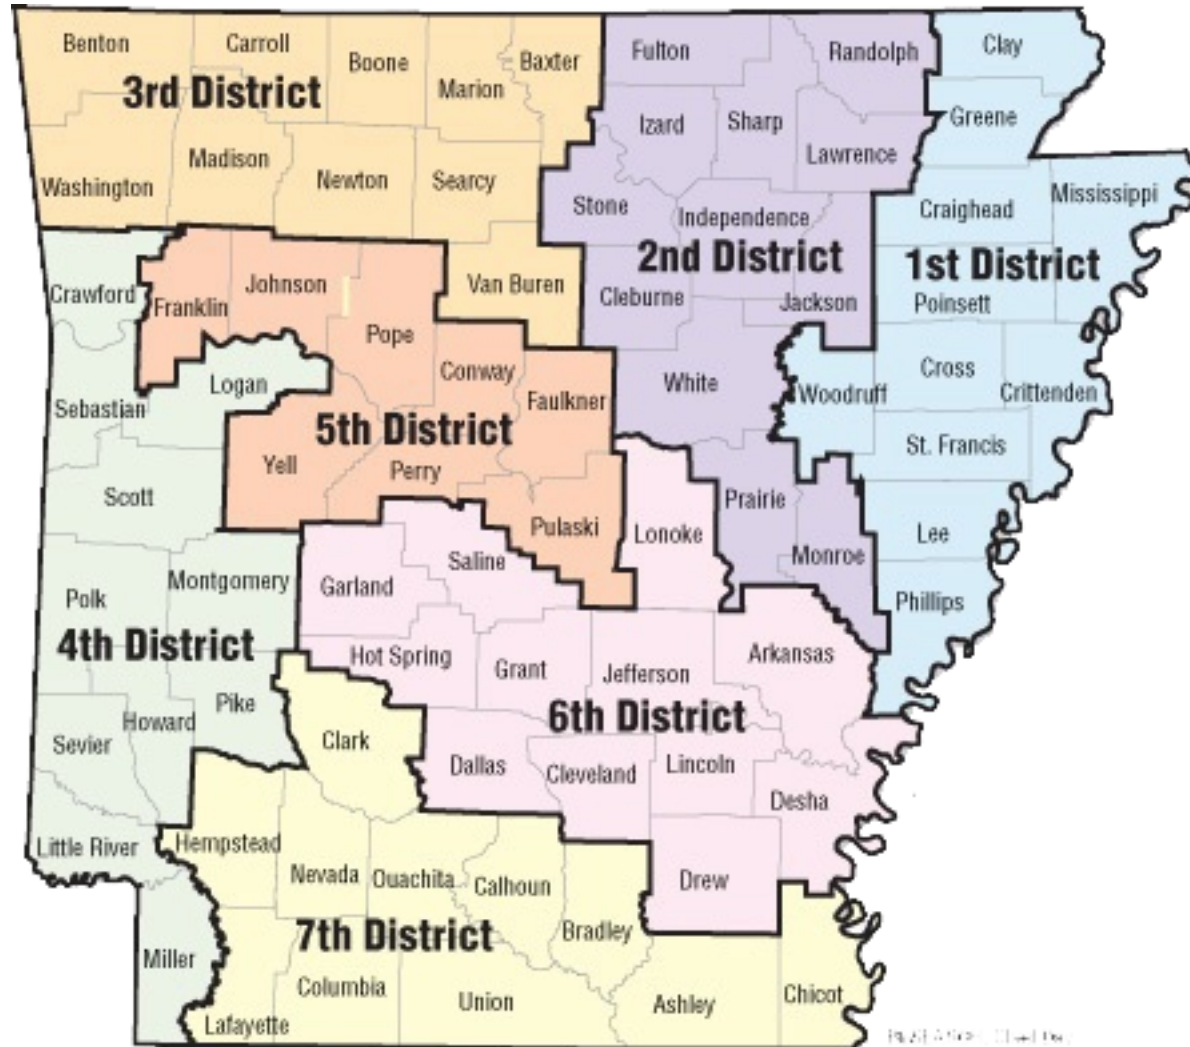 Benton
Carroll
Boone
Marion
Baxter
Fulton
Randolph
Clay
3rd District
Izard
Sharp
Greene
Washington
Madison
Newton
Searcy
Lawrence
Stone
Independence
Craighead
Mississippi
2nd District
1st District
Crawford
Franklin
Johnson
Van Buren
Cleburne
Jackson
Poinsett
Pope
Logan
Conway
Faulkner
White
Woodruff
Cross
Crittenden
Sebastian
5th District
St. Francis
Yell
Perry
Scott
Pulaski
Lonoke
Prairie
Monroe
Lee
Saline
Garland
Montgomery
Polk
Phillips
4th District
Hot Spring
Grant
Jefferson
Arkansas
Pike
Howard
Sevier
Clark
6th District
Dallas
Cleveland
Lincoln
Desha
Little River
Hempstead
Nevada
Ouachita
Calhoun
Drew
7th District
Bradley
Miller
Columbia
Union
Ashley
Chicot
Lafayette